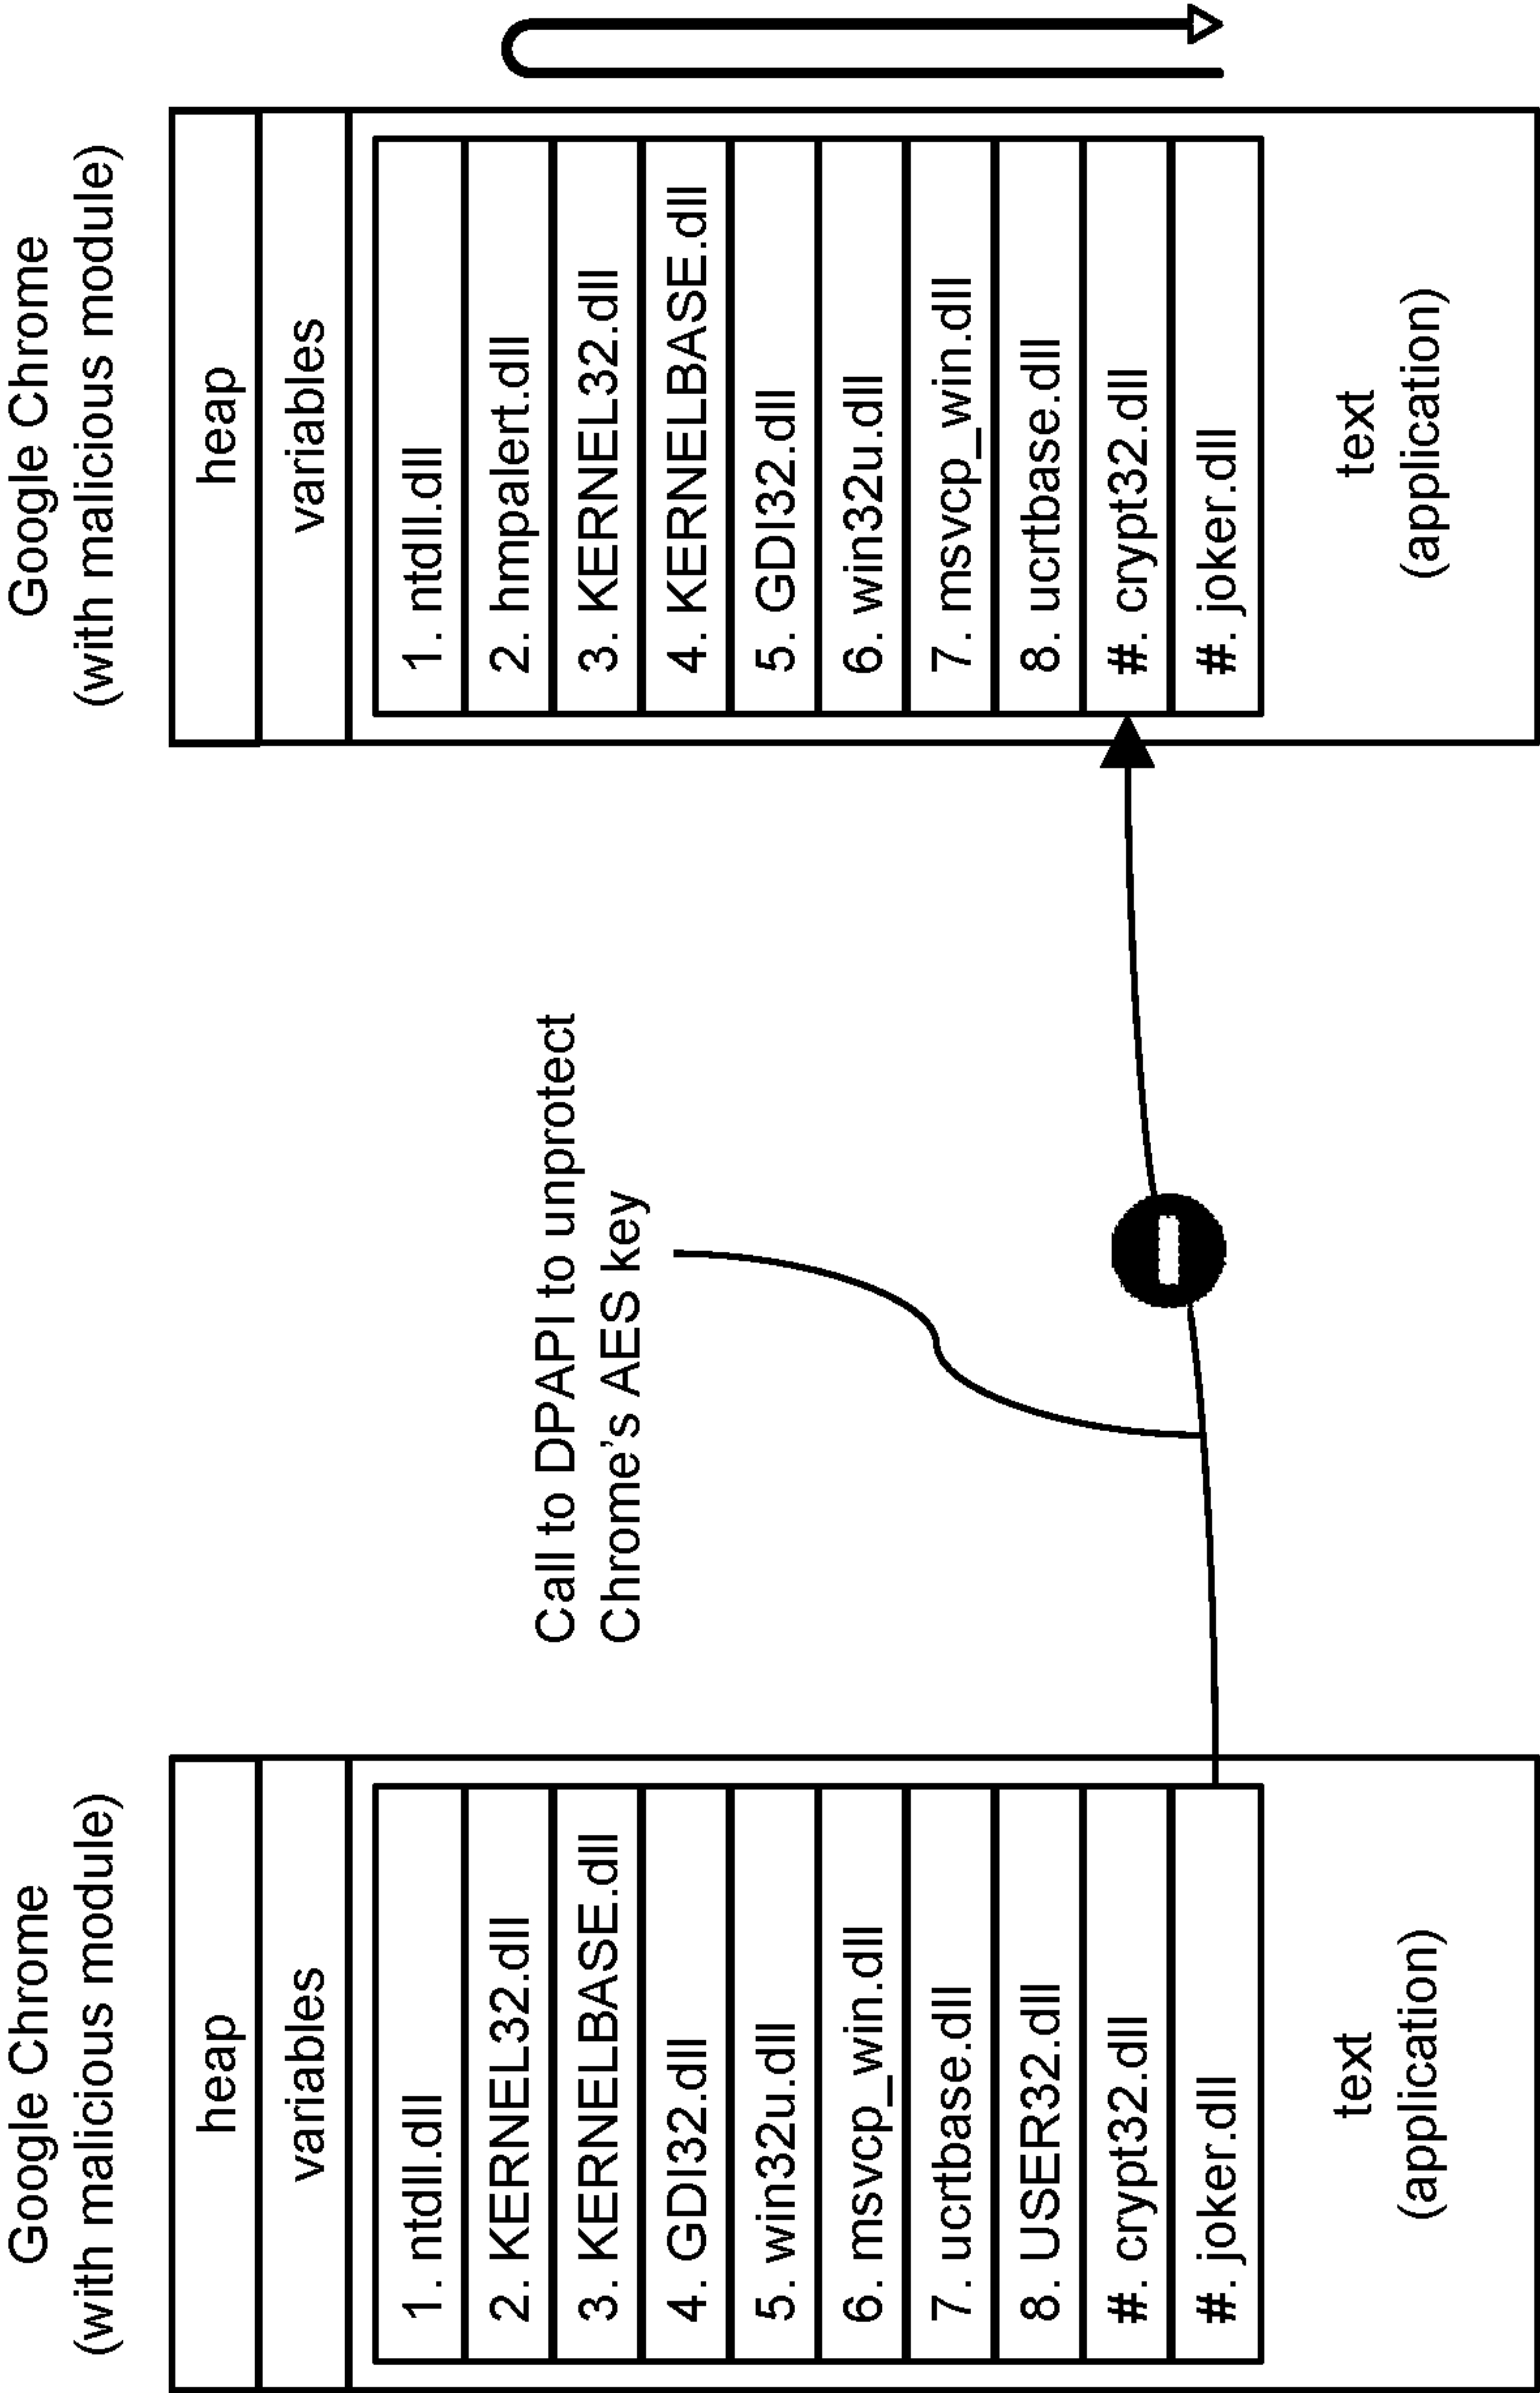 Google Chrome
(with malicious module)
heap
variables
1. ntdll.dll
2. KERNEL32.dll
3. KERNELBASE.dll
4. GDI32.dll
5. win32u.dll
6. msvcp_win.dll
7. ucrtbase.dll
8. USER32.dll
#. crypt32.dll
#. joker.dll
text
(application)
Call to DPAPI to unprotect
Chrome’s AES key
Google Chrome
(with malicious module)
heap
variables
1. ntdll.dll
2. hmpalert.dll
3. KERNEL32.dll
4. KERNELBASE.dll
5. GDI32.dll
6. win32u.dll
7. msvcp_win.dll
8. ucrtbase.dll
#. crypt32.dll
#. joker.dll
text
(application)